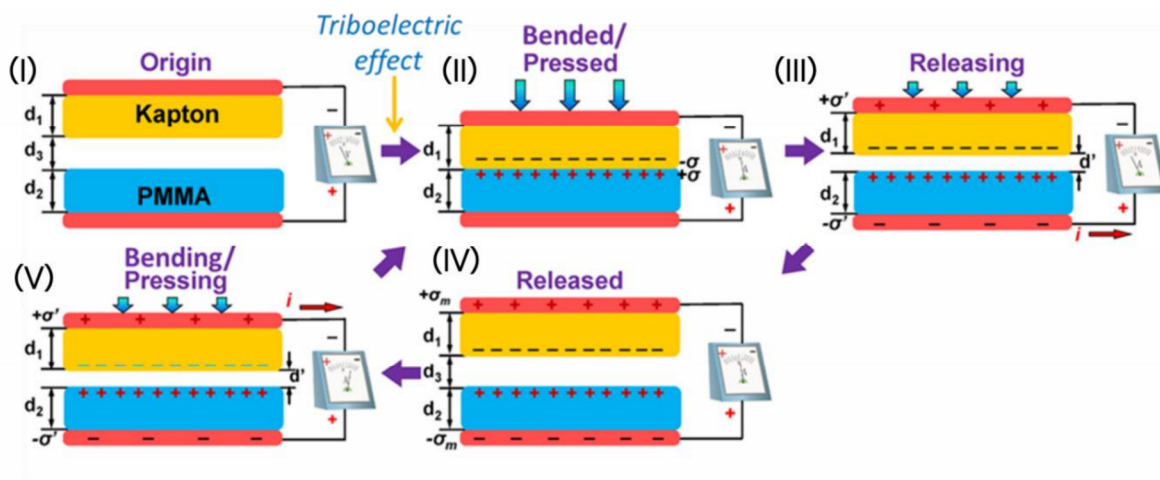 (I)
Origin
d1
Kapton
d3
d2
PMMA
−
+
Triboelectric
effect
(II)
Bended/
Pressed
d1
− − − − − − − − − −
-σ
+σ
+ + + + + + + + + + +
d2
−
+
(III)
Releasing
+σ'
+ + + +
d1
− − − − − − − − − −
d'
+ + + + + + + + + + +
d2
-σ'
− − − −
−
+
i
(IV)
Released
+σm
+ + + + + +
d1
− − − − − − − − − −
d3
+ + + + + + + + + + +
d2
-σm
− − − − − − −
−
+
(V)
Bending/
Pressing
i
+σ'
+ + + +
d1
− − − − − − − − − −
d'
+ + + + + + + + + + +
d2
-σ'
− − − −
−
+